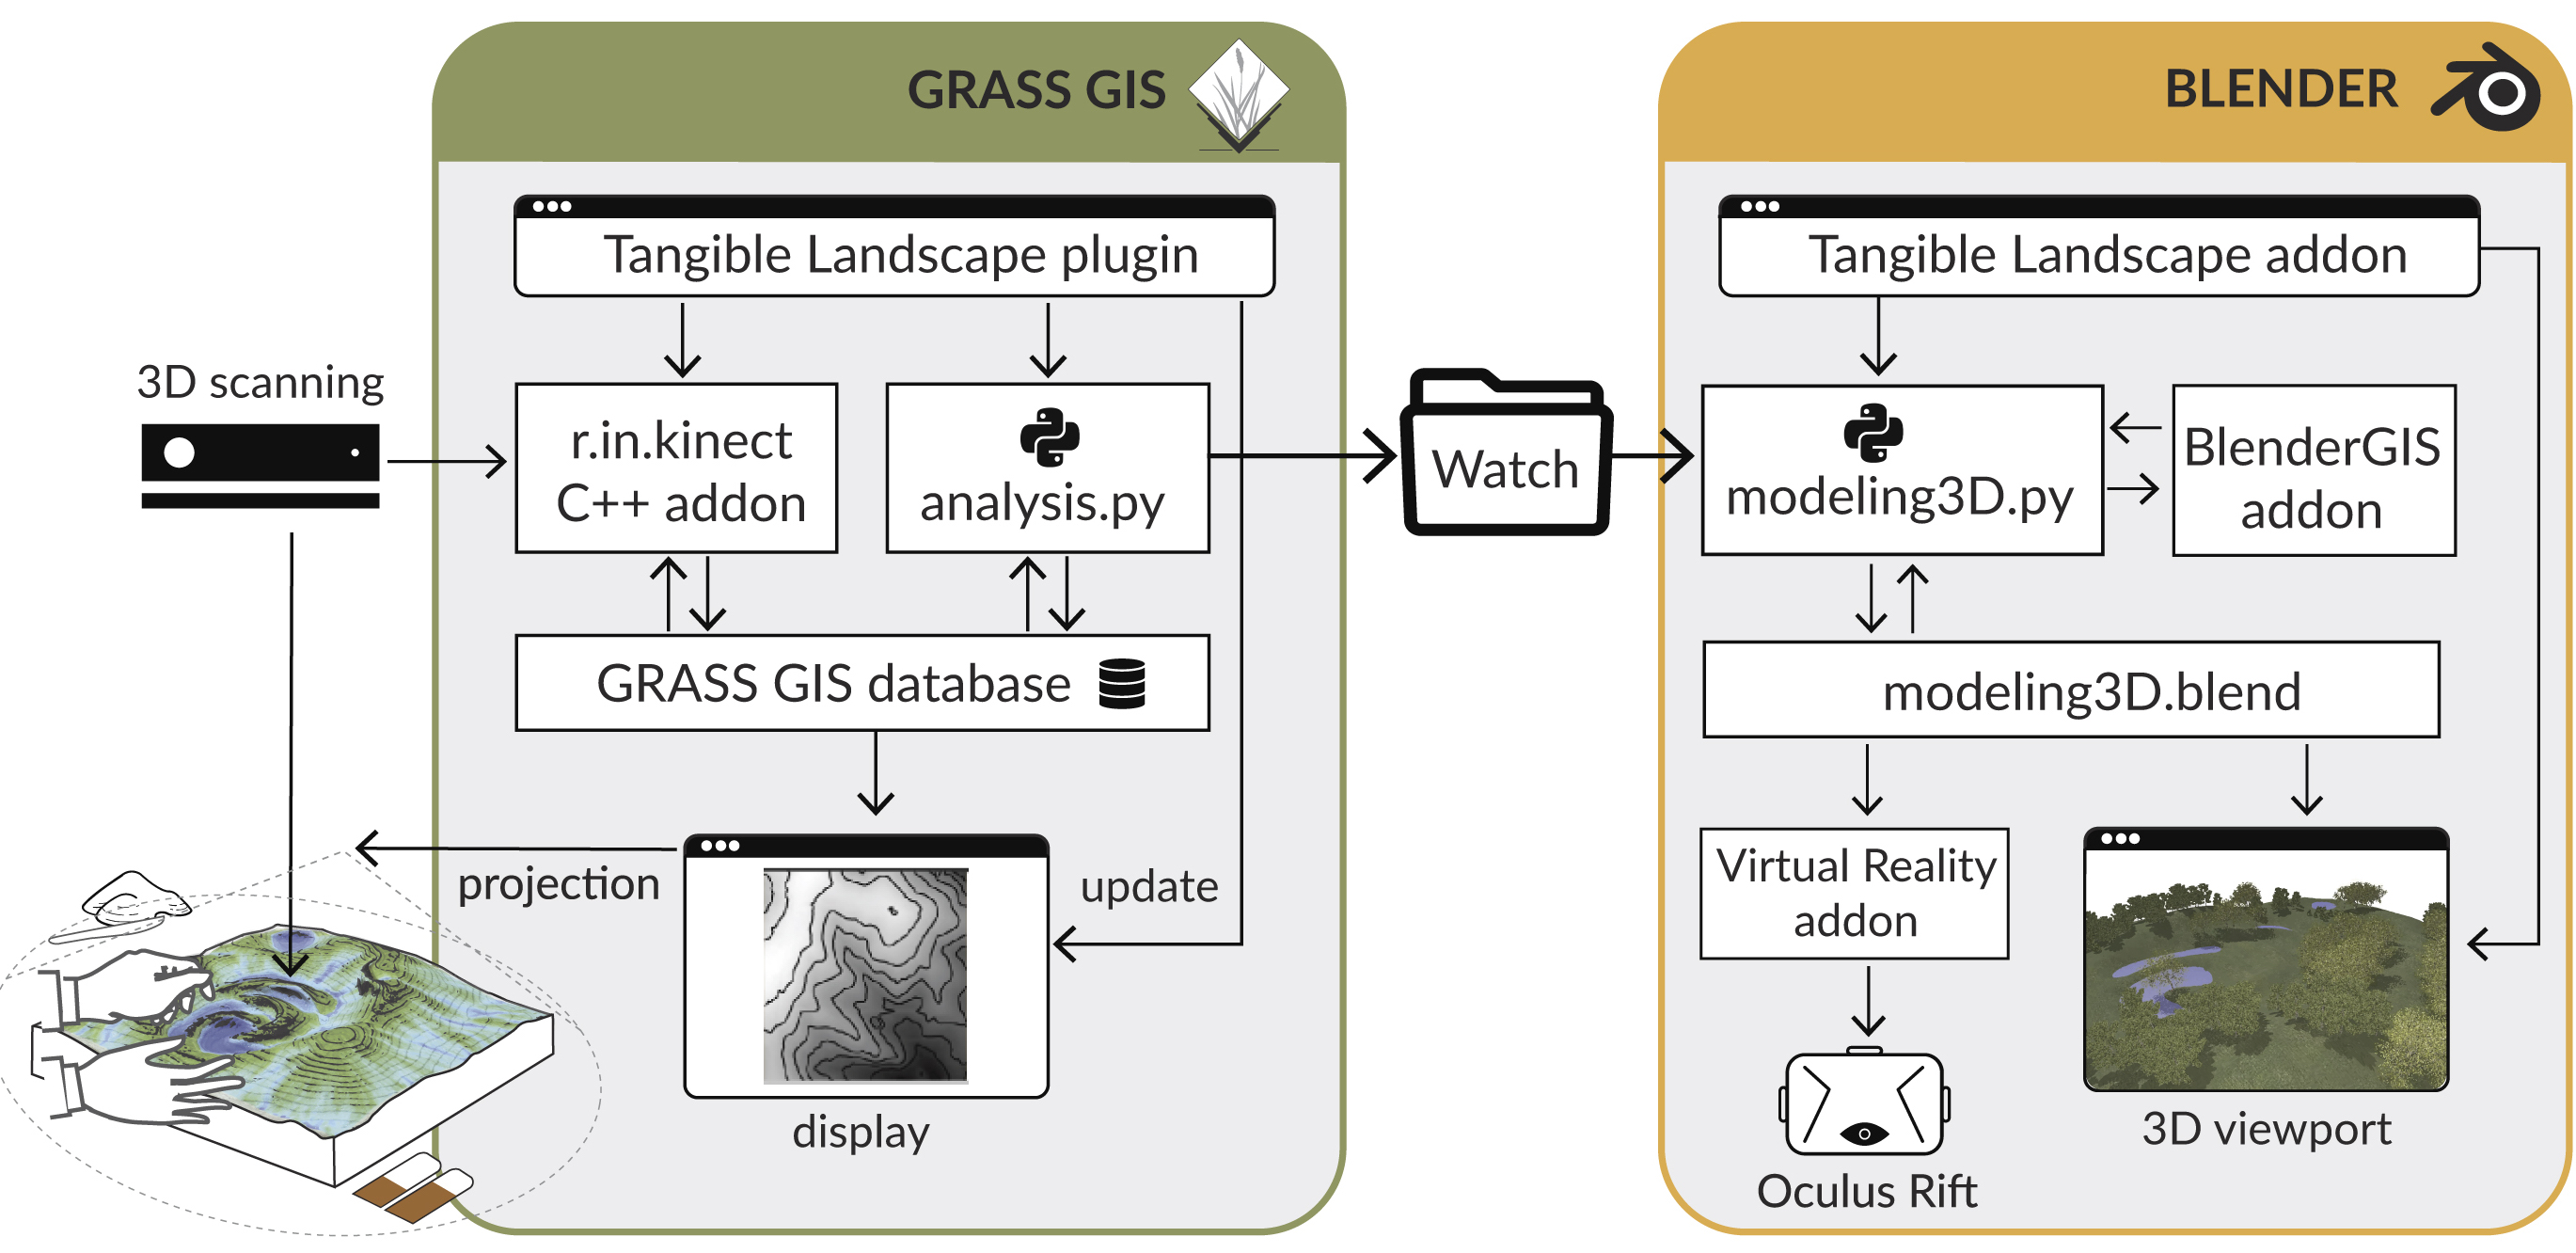 GRASS GIS
Tangible Landscape plugin
3D scanning
r.in.kinect
C++ addon
analysis.py
GRASS GIS database
projection
update
display
Watch
BLENDER
Tangible Landscape addon
modeling3D.py
BlenderGIS
addon
modeling3D.blend
Virtual Reality
addon
Oculus Rift
3D viewport